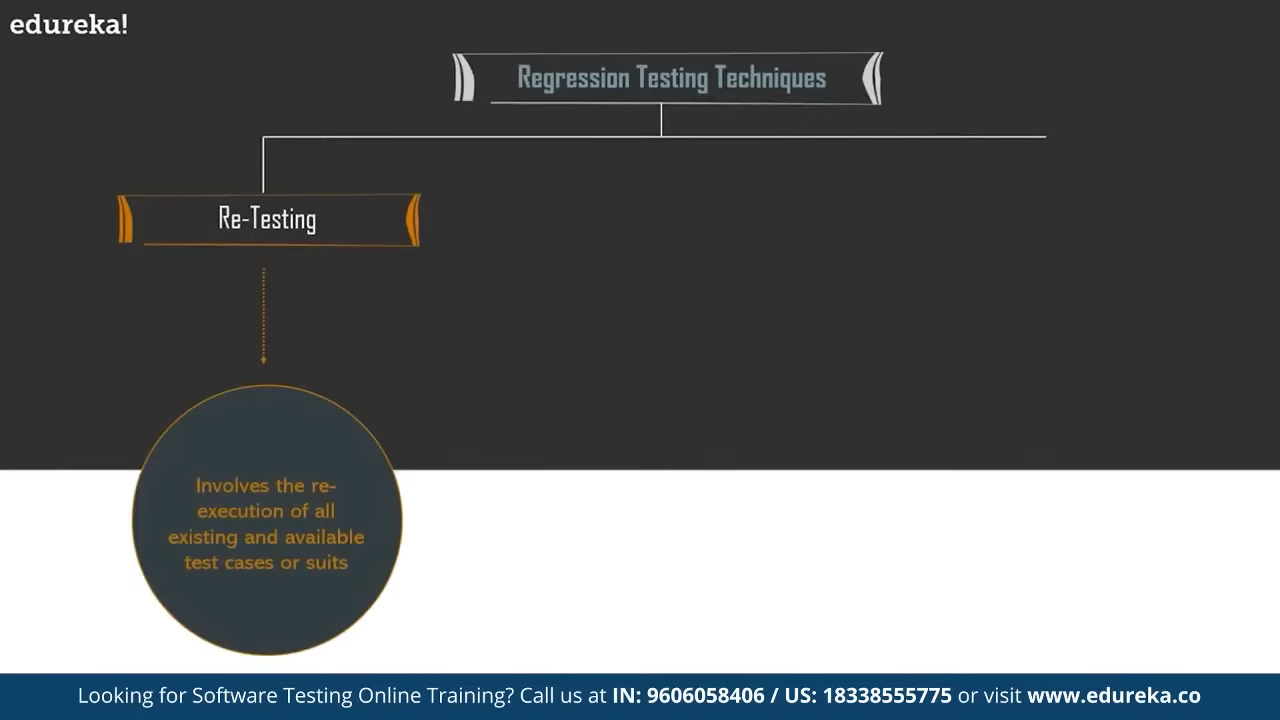 edureka!
Regression Testing Techniques
Re-Testing
Involves the re-
execution of all
existing and available
test cases or suits
Looking for Software Testing Online Training? Call us at IN: 9606058406 / US: 18338555775 or visit www.edureka.co